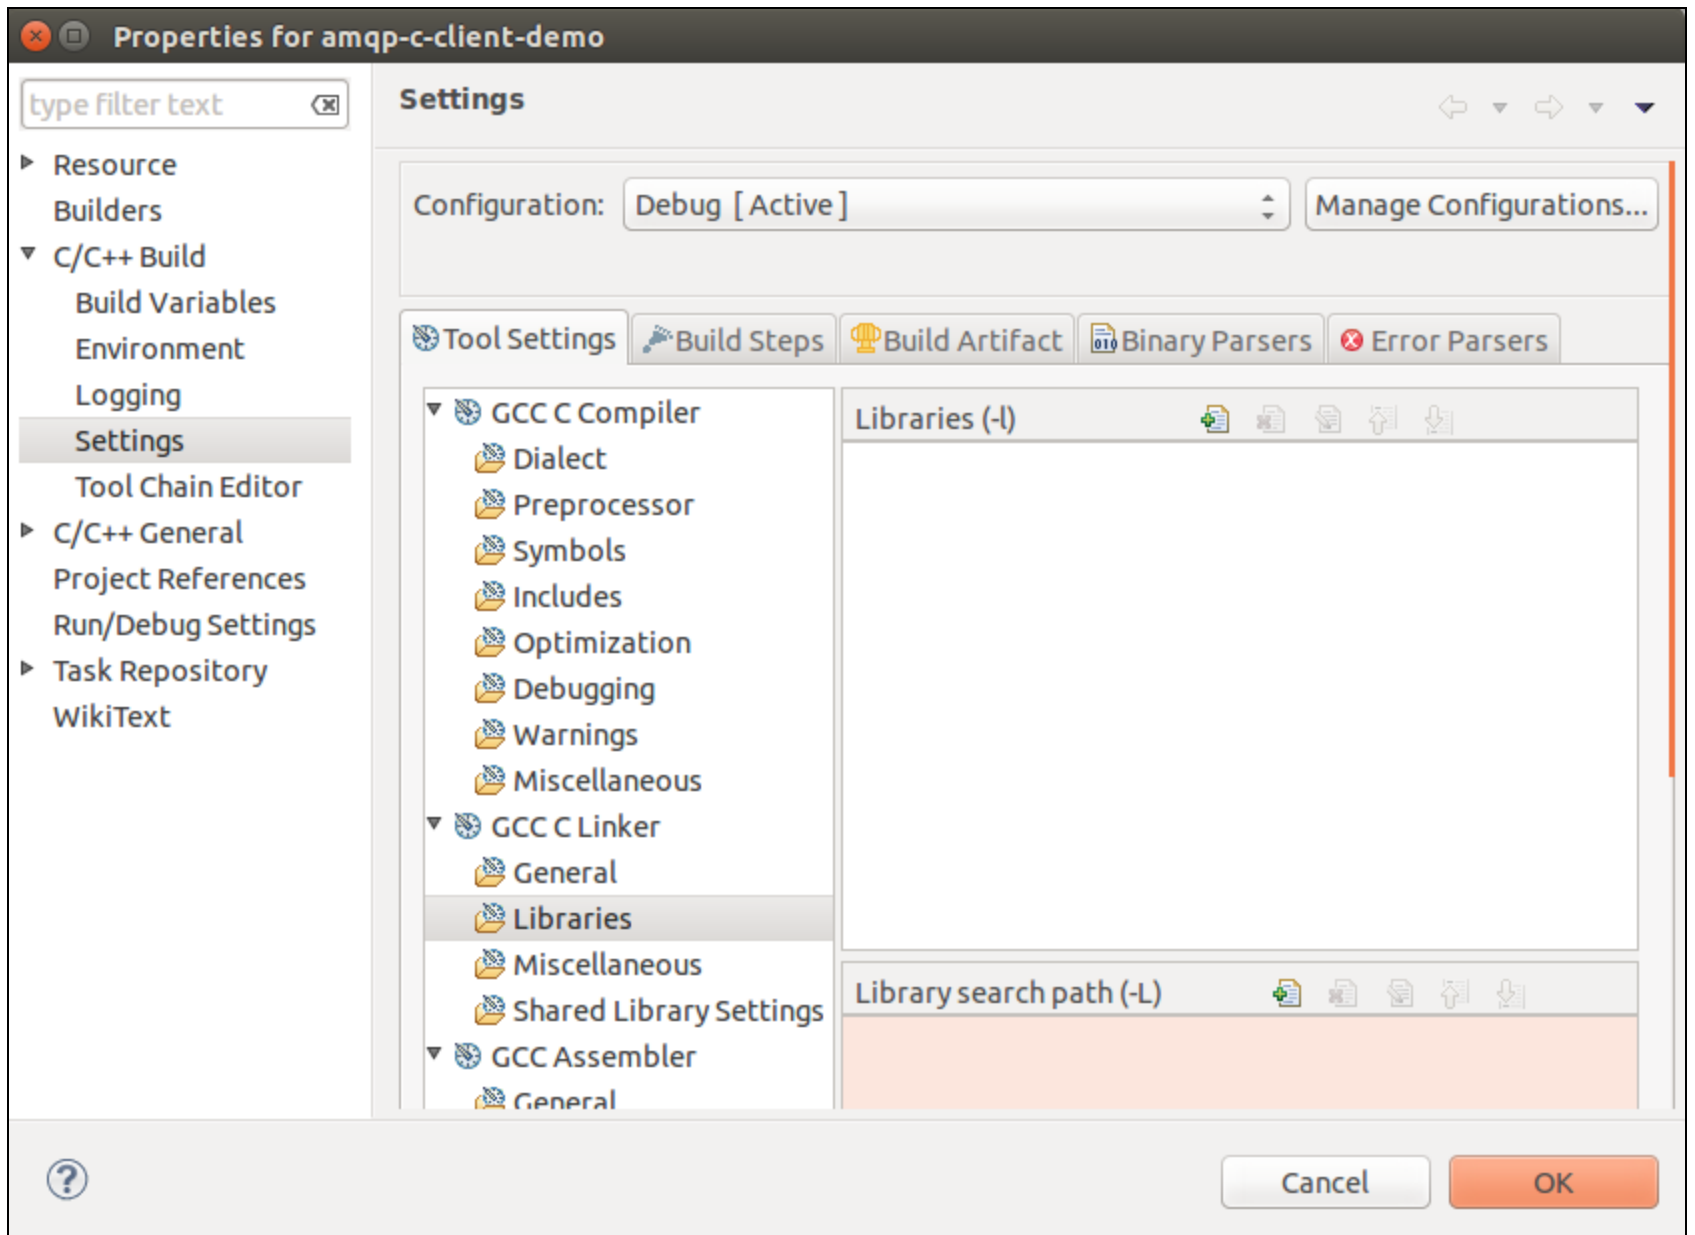 Properties for amqp-c-client-demo
type filter text
Resource
Builders
C/C++ Build
Build Variables
Environment
Logging
Settings
Tool Chain Editor
C/C++ General
Project References
Run/Debug Settings
Task Repository
WikiText
Settings
Configuration: Debug [ Active ] Manage Configurations...
Tool Settings Build Steps Build Artifact 010 Binary Parsers Error Parsers
GCC C Compiler
Dialect
Preprocessor
Symbols
Includes
Optimization
Debugging
Warnings
Miscellaneous
GCC C Linker
General
Libraries
Miscellaneous
Shared Library Settings
GCC Assembler
General
Libraries (-l)
Library search path (-L)
? Cancel OK